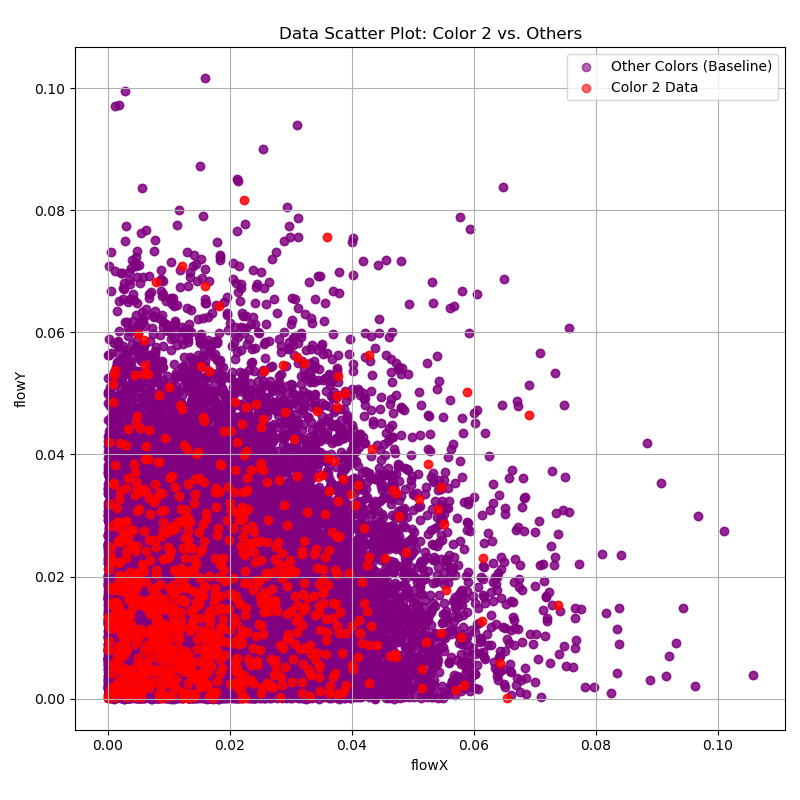 Data Scatter Plot: Color 2 vs. Others
Other Colors (Baseline)
Color 2 Data
flowY
0.10
0.08
0.06
0.04
0.02
0.00
0.00 0.02 0.04 0.06 0.08 0.10
flowX